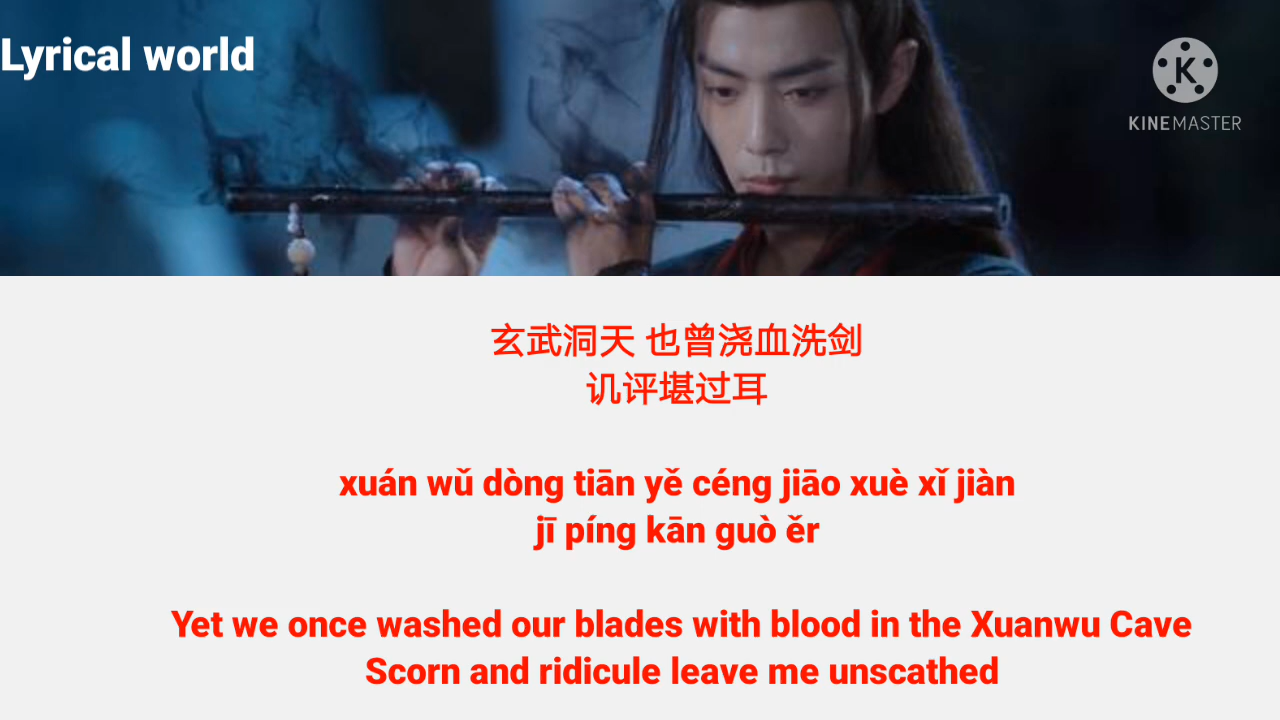 Lyrical world
KINEMASTER
玄武洞天 也曾浇血洗剑
讥评堪过耳
xuán wǔ dòng tiān yě céng jiāo xuè xǐ jiàn
jī píng kān guò ěr
Yet we once washed our blades with blood in the Xuanwu Cave
Scorn and ridicule leave me unscathed